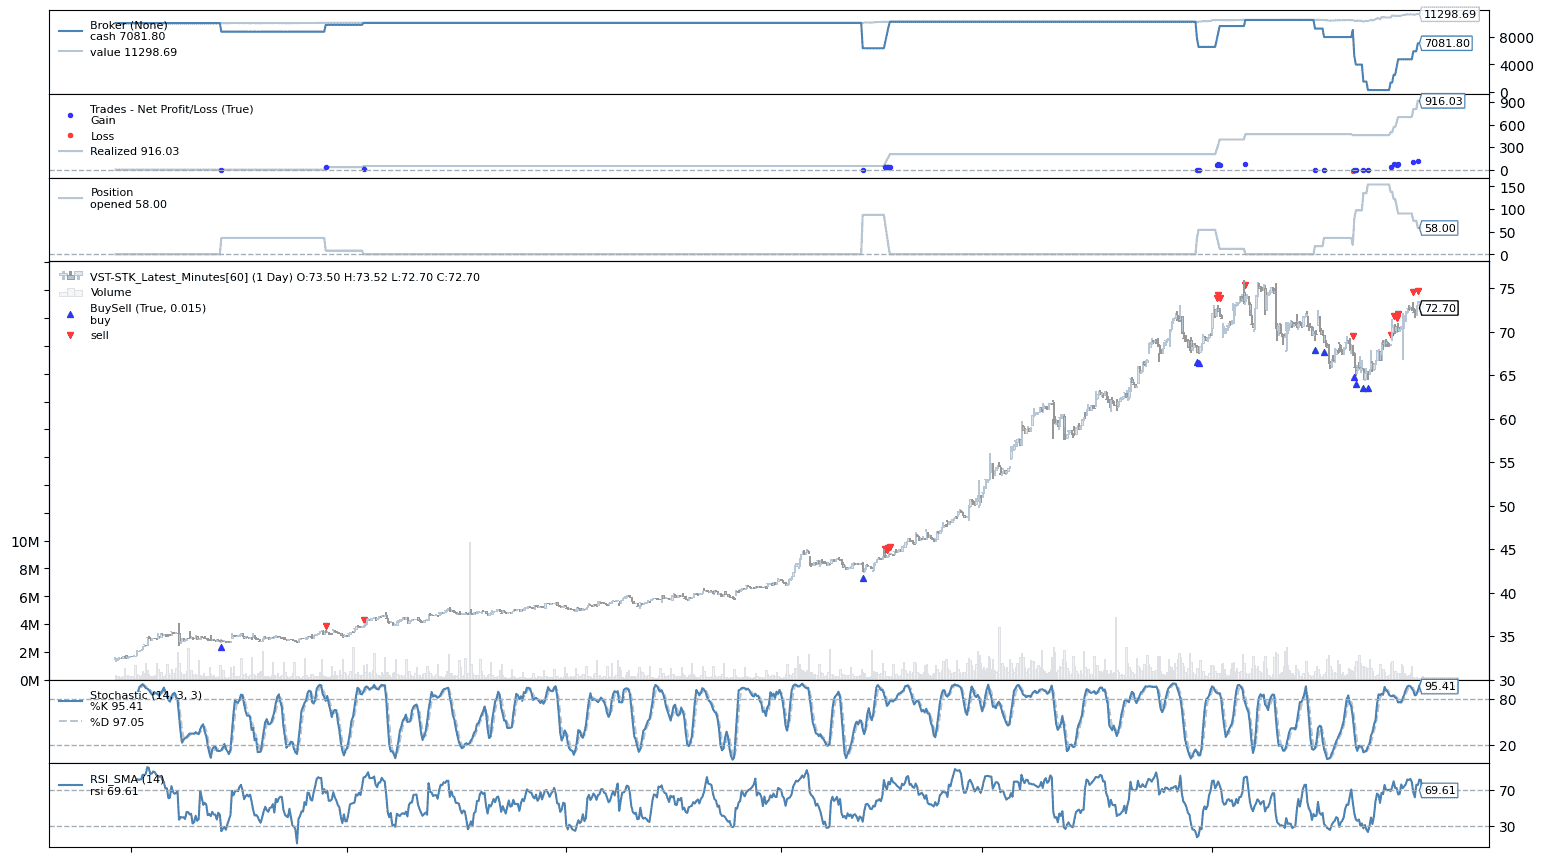 Broker (None)
cash 7081.80
value 11298.69
11298.69
8000
7081.80
4000
0
Trades - Net Profit/Loss (True)
Gain
Loss
Realized 916.03
916.03
900
600
300
0
Position
opened 58.00
150
100
50
58.00
0
VST-STK_Latest_Minutes[60] (1 Day) O:73.50 H:73.52 L:72.70 C:72.70
Volume
BuySell (True, 0.015)
buy
sell
75
72.70
70
65
60
55
50
45
40
35
30
10M
8M
6M
4M
2M
0M
Stochastic (14, 3, 3)
%K 95.41
%D 97.05
95.41
80
20
RSI_SMA (14)
rsi 69.61
70
69.61
30